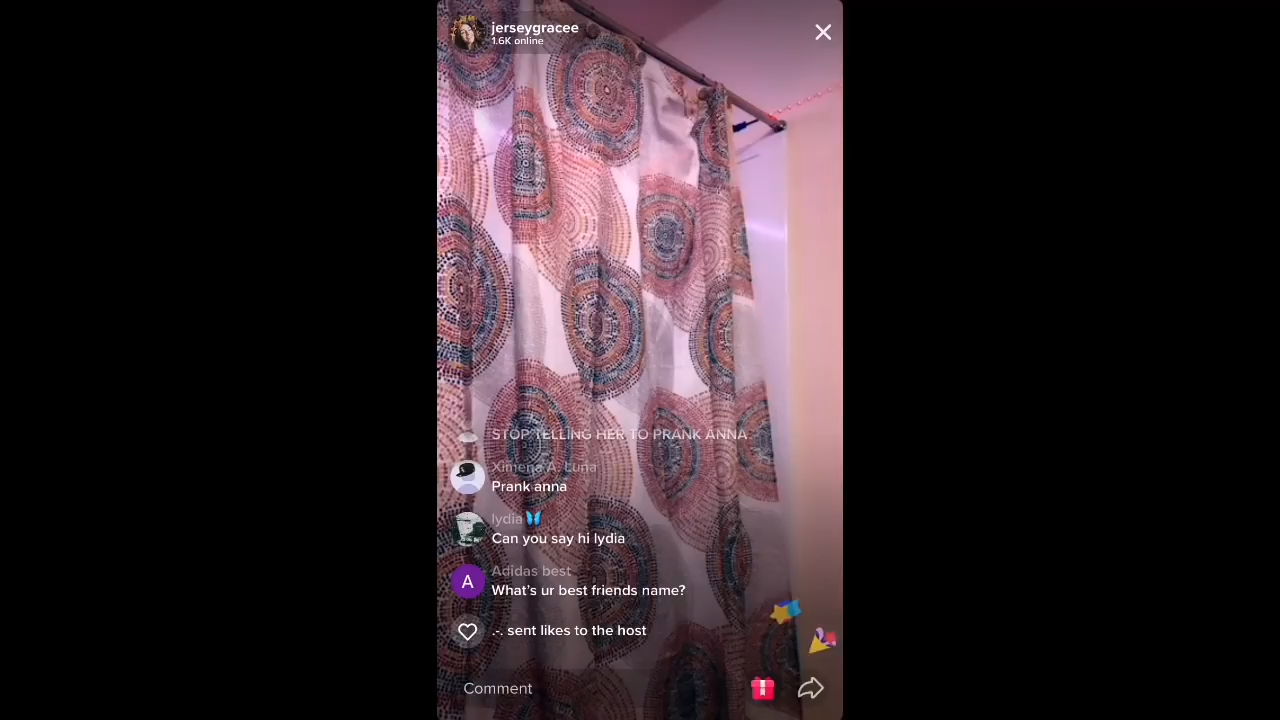 jerseygracee
1.6K online
STOP TELLING HER TO PRANK ANNA
Ximena A. Luna
Prank anna
lydia🦋
Can you say hi lydia
Adidas best
A
What’s ur best friends name?
.-. sent likes to the host
Comment